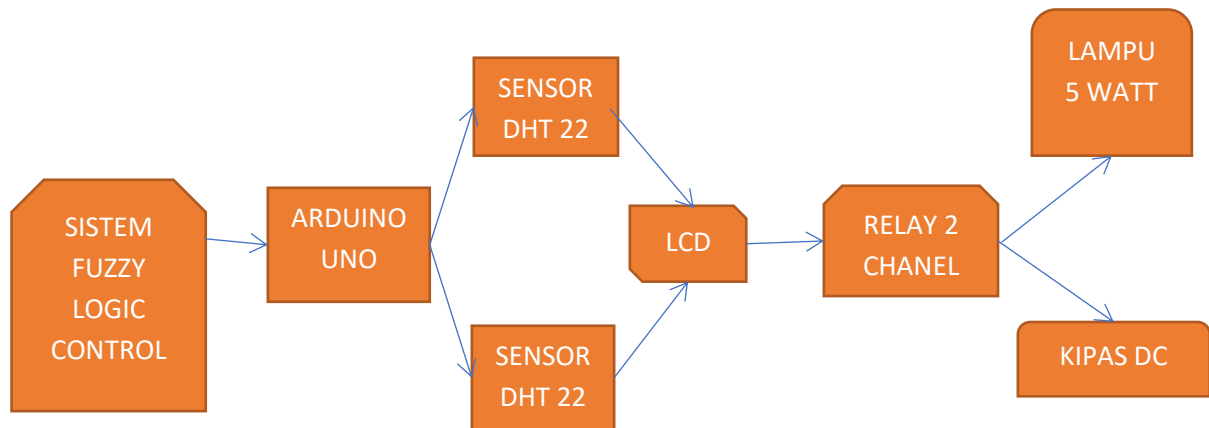 SISTEM
FUZZY
LOGIC
CONTROL
ARDUINO
UNO
SENSOR
DHT 22
SENSOR
DHT 22
LCD
RELAY 2
CHANEL
LAMPU
5 WATT
KIPAS DC